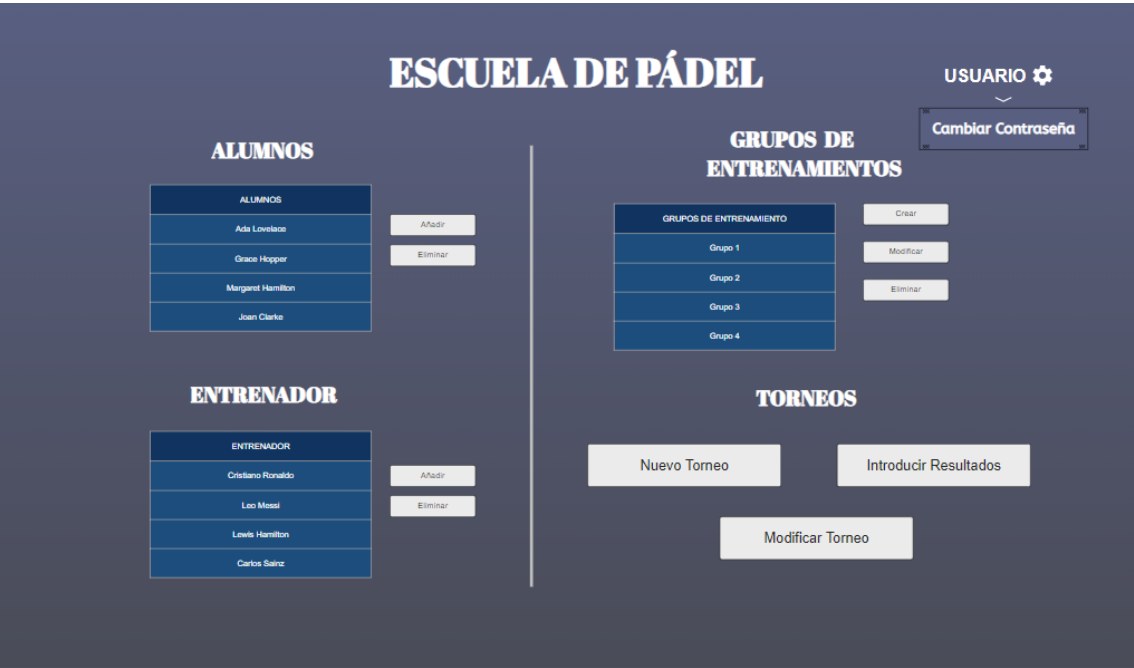 ESCUELA DE PÁDEL
USUARIO
Cambiar Contraseña
ALUMNOS
ALUMNOS
Ada Lovelace
Grace Hopper
Margaret Hamilton
Joan Clarke
Añadir
Eliminar
ENTRENADOR
ENTRENADOR
Cristiano Ronaldo
Leo Messi
Lewis Hamilton
Carlos Sainz
Añadir
Eliminar
GRUPOS DE
ENTRENAMIENTOS
GRUPOS DE ENTRENAMIENTO
Grupo 1
Grupo 2
Grupo 3
Grupo 4
Crear
Modificar
Eliminar
TORNEOS
Nuevo Torneo
Introducir Resultados
Modificar Torneo